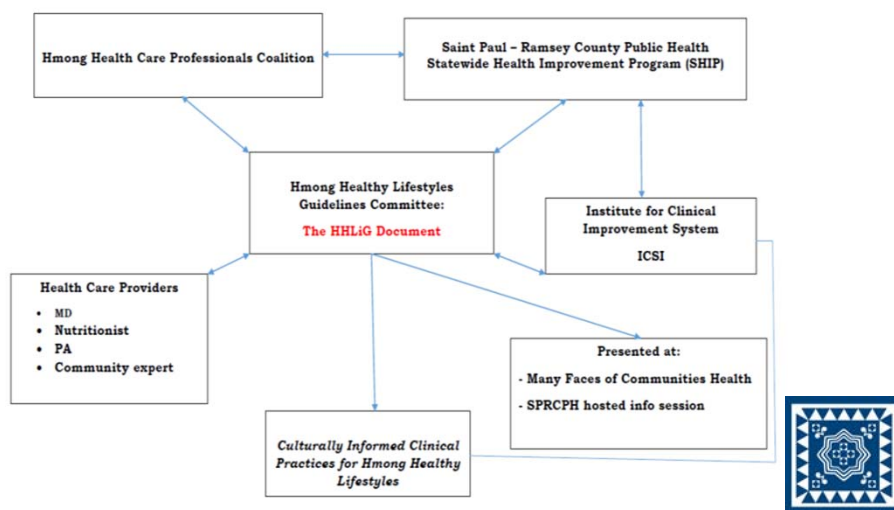 Hmong Health Care Professionals Coalition
Saint Paul – Ramsey County Public Health
Statewide Health Improvement Program (SHIP)
Hmong Healthy Lifestyles
Guidelines Committee:
The HHLiG Document
Institute for Clinical
Improvement System
ICSI
Health Care Providers
• MD
• Nutritionist
• PA
• Community expert
Presented at:
- Many Faces of Communities Health
- SPRCPH hosted info session
Culturally Informed Clinical
Practices for Hmong Healthy
Lifestyles